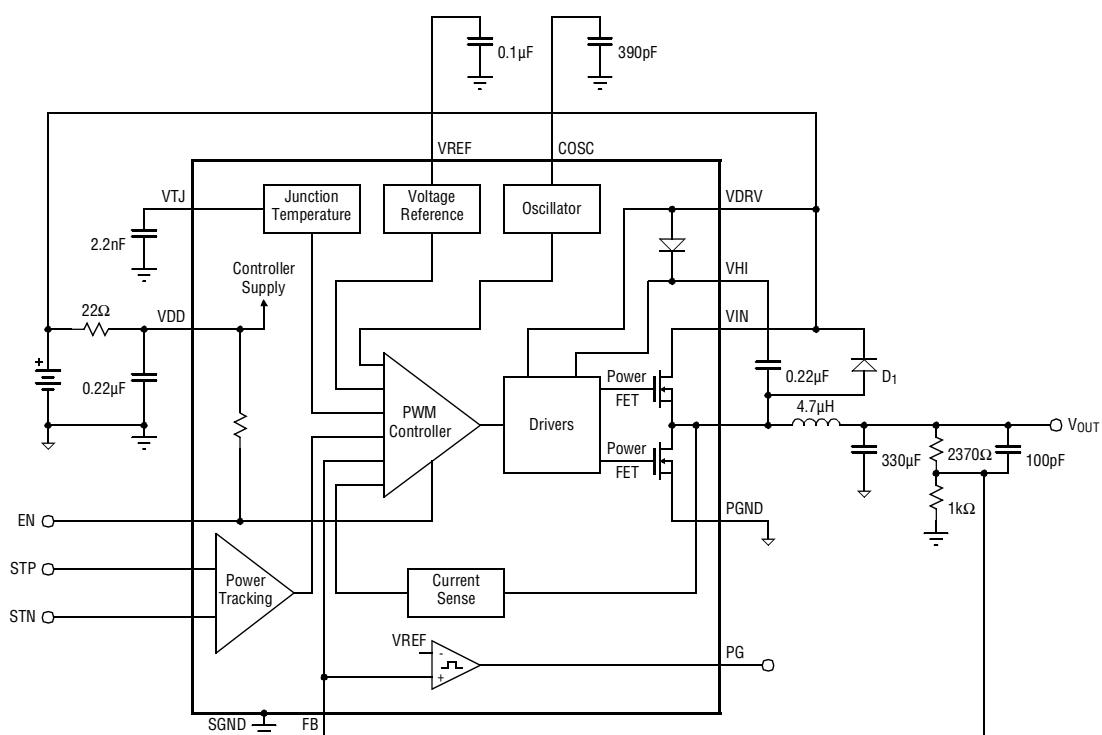 0.1µF
390pF
VREF
COSC
VTJ
Junction
Temperature
Voltage
Reference
Oscillator
VDRV
2.2nF
Controller
Supply
VHI
22Ω
VDD
VIN
+
0.22µF
Power
FET
0.22µF
D1
PWM
Controller
Drivers
4.7µH
VOUT
Power
FET
330µF
2370Ω
100pF
1kΩ
PGND
EN
STP
Power
Tracking
Current
Sense
STN
VREF
-
+
PG
SGND
FB